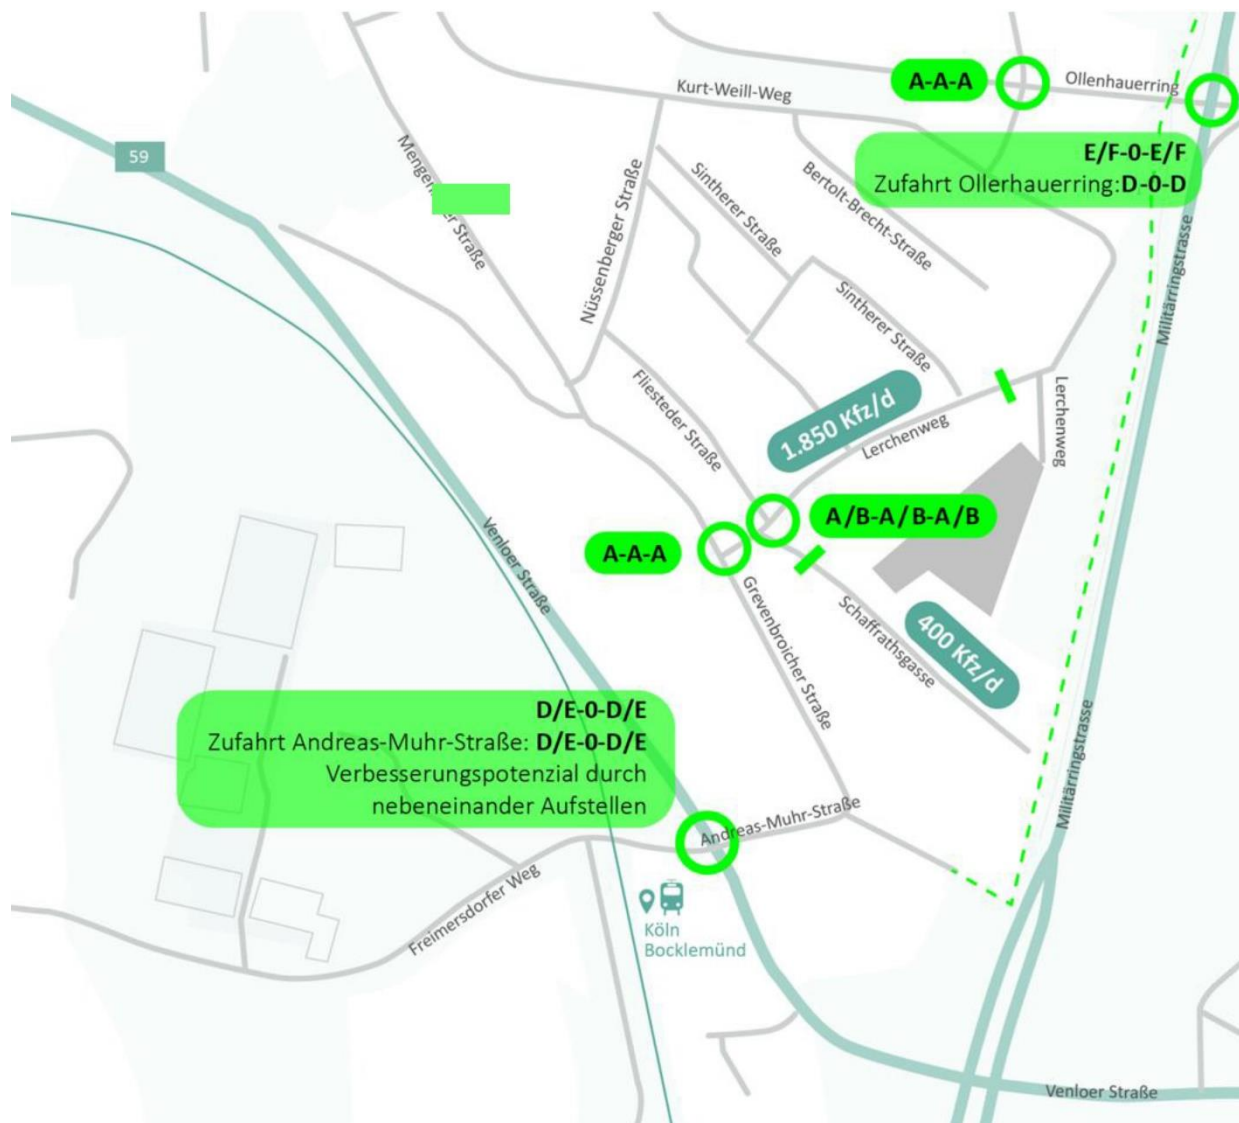 A-A-A
Ollenhauerring
Kurt-Weill-Weg
E/F-0-E/F
Zufahrt Ollerhauerring:D-0-D
59
Straße
Nüssenberger Straße
Sintherer Straße
Bertolt-Brecht-Straße
Militärringstrasse
Sintherer Straße
Fliesteder Straße
1.850 Kfz/d
Lerchenweg
Lerchenweg
Venloer Straße
A/B-A/B-A/B
A-A-A
Grevenbroicher Straße
Schaffrathsgasse
400 Kfz/d
D/E-0-D/E
Zufahrt Andreas-Muhr-Straße: D/E-0-D/E
Verbesserungspotenzial durch
nebeneinander Aufstellen
Militärringstrasse
Andreas-Muhr-Straße
Freimersdorfer Weg
Köln
Bocklemünd
Venloer Straße